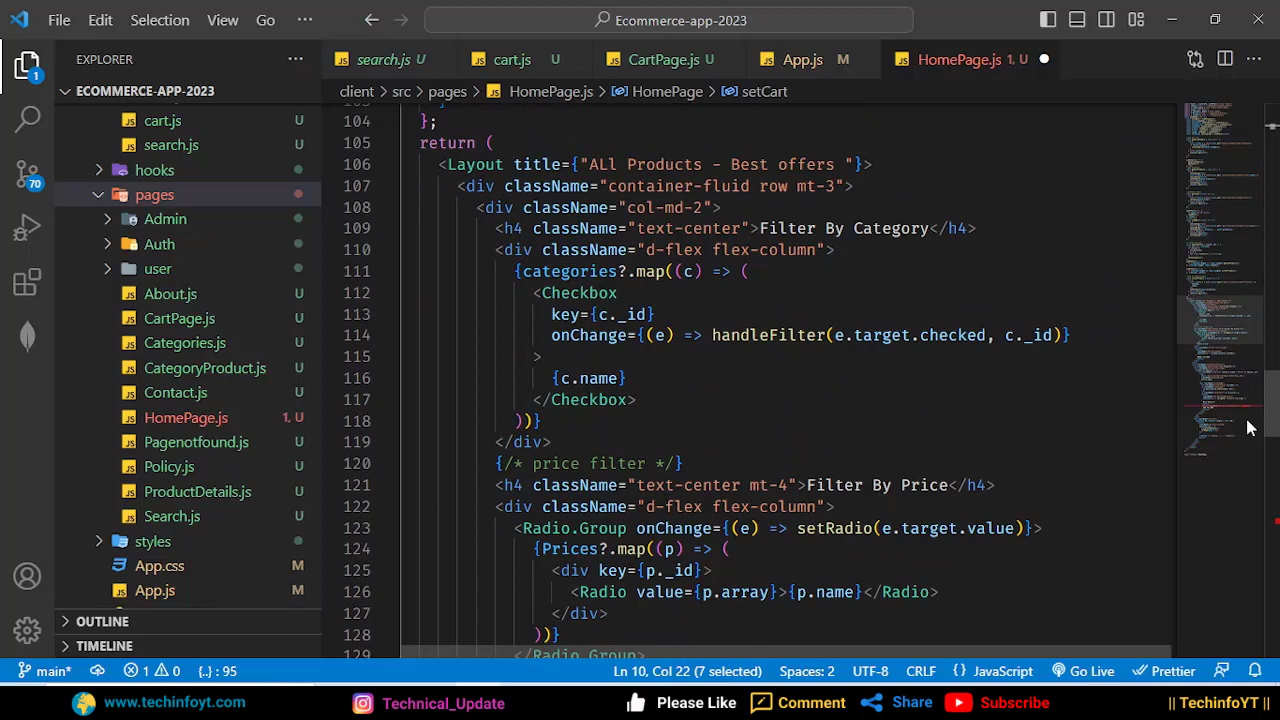 File Edit Selection View Go ··· Ecommerce-app-2023
EXPLORER ···
search.js U cart.js U CartPage.js U App.js M HomePage.js 1, U
ECOMMERCE-APP-2023
client > src > pages > HomePage.js > HomePage > setCart
cart.js U
search.js U
hooks
pages
Admin
Auth
user
About.js U
CartPage.js U
Categories.js U
CategoryProduct.js U
Contact.js U
HomePage.js 1, U
Pagenotfound.js U
Policy.js U
ProductDetails.js U
Search.js U
styles
App.css M
App.js M
OUTLINE
TIMELINE
1
70
104 };
105 return (
106 <Layout title={"All Products - Best offers "}>
107 <div className="container-fluid row mt-3">
108 <div className="col-md-2">
109 <h4 className="text-center">Filter By Category</h4>
110 <div className="d-flex flex-column">
111 {categories?.map((c) => (
112 <Checkbox
113 key={c._id}
114 onChange={(e) => handleFilter(e.target.checked, c._id)}
115 >
116 {c.name}
117 </Checkbox>
118 ))}
119 </div>
120 {/* price filter */}
121 <h4 className="text-center mt-4">Filter By Price</h4>
122 <div className="d-flex flex-column">
123 <Radio.Group onChange={(e) => setRadio(e.target.value)}>
124 {Prices?.map((p) => (
125 <div key={p._id}>
126 <Radio value={p.array}>{p.name}</Radio>
127 </div>
128 ))}
129 </Radio.Group>
main* 1 0 {..} : 95 Ln 10, Col 22 (7 selected) Spaces: 2 UTF-8 CRLF {} JavaScript Go Live Prettier
www.techinfoyt.com Technical_Update Please Like Comment Share Subscribe || TechinfoYT ||